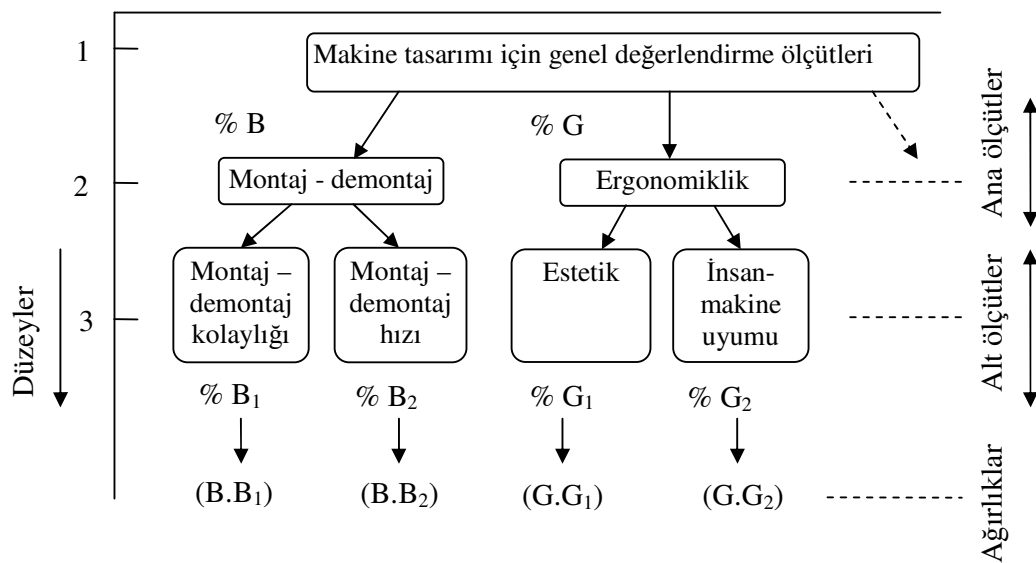 1
Makine tasarımı için genel değerlendirme ölçütleri
% B
% G
2
Montaj - demontaj
Ergonomiklik
Ana ölçütler
3
Montaj –
demontaj
kolaylığı
Montaj –
demontaj
hızı
Estetik
İnsan-
makine
uyumu
Alt ölçütler
Düzeyler
% B₁
% B₂
% G₁
% G₂
(B.B₁)
(B.B₂)
(G.G₁)
(G.G₂)
Ağırlıklar